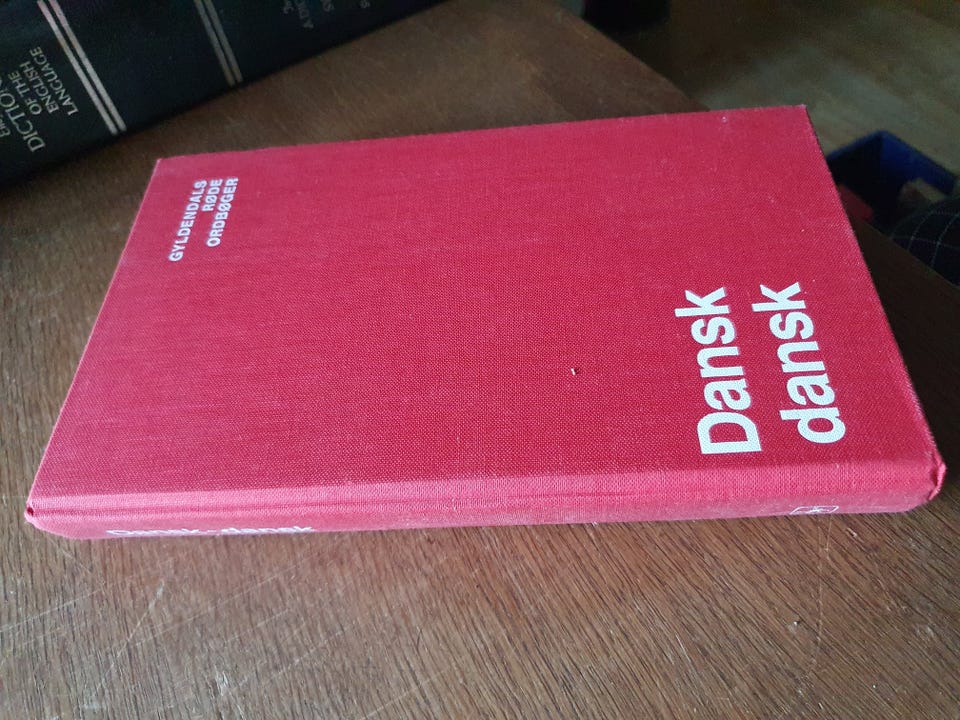 GYLDENDALS
RØDE
ORDBØGER
Dansk
dansk
Dansk-dansk
DICTIONARY
OF THE
ENGLISH
LANGUAGE